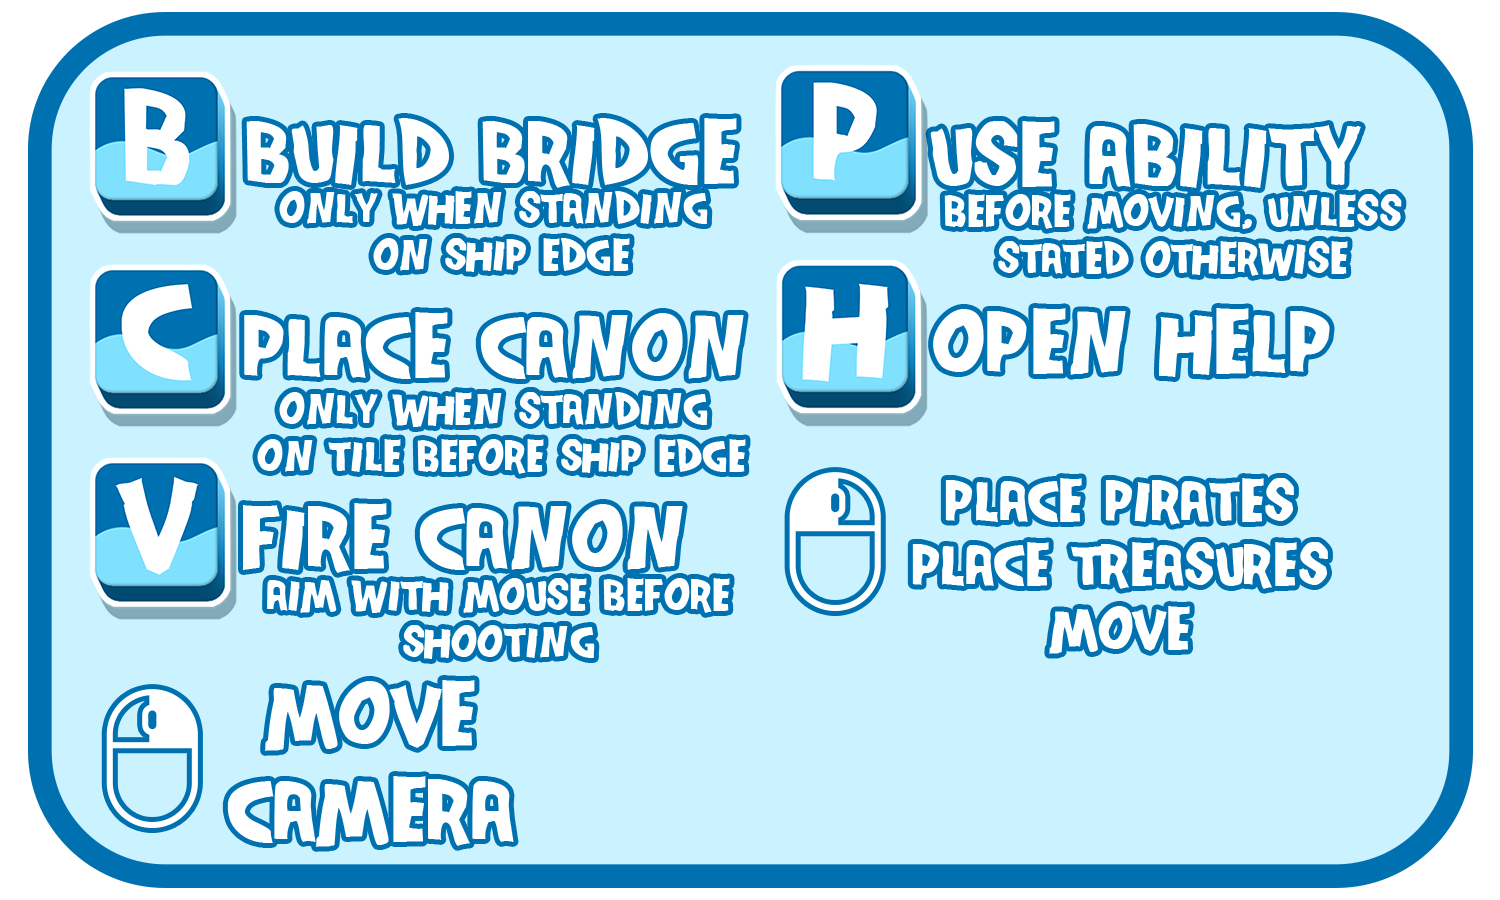 B
BUILD BRIDGE
ONLY WHEN STANDING
ON SHIP EDGE
C
PLACE CANON
ONLY WHEN STANDING
ON TILE BEFORE SHIP EDGE
V
FIRE CANON
AIM WITH MOUSE BEFORE
SHOOTING
MOVE
CAMERA
P
USE ABILITY
BEFORE MOVING, UNLESS
STATED OTHERWISE
H
OPEN HELP
PLACE PIRATES
PLACE TREASURES
MOVE